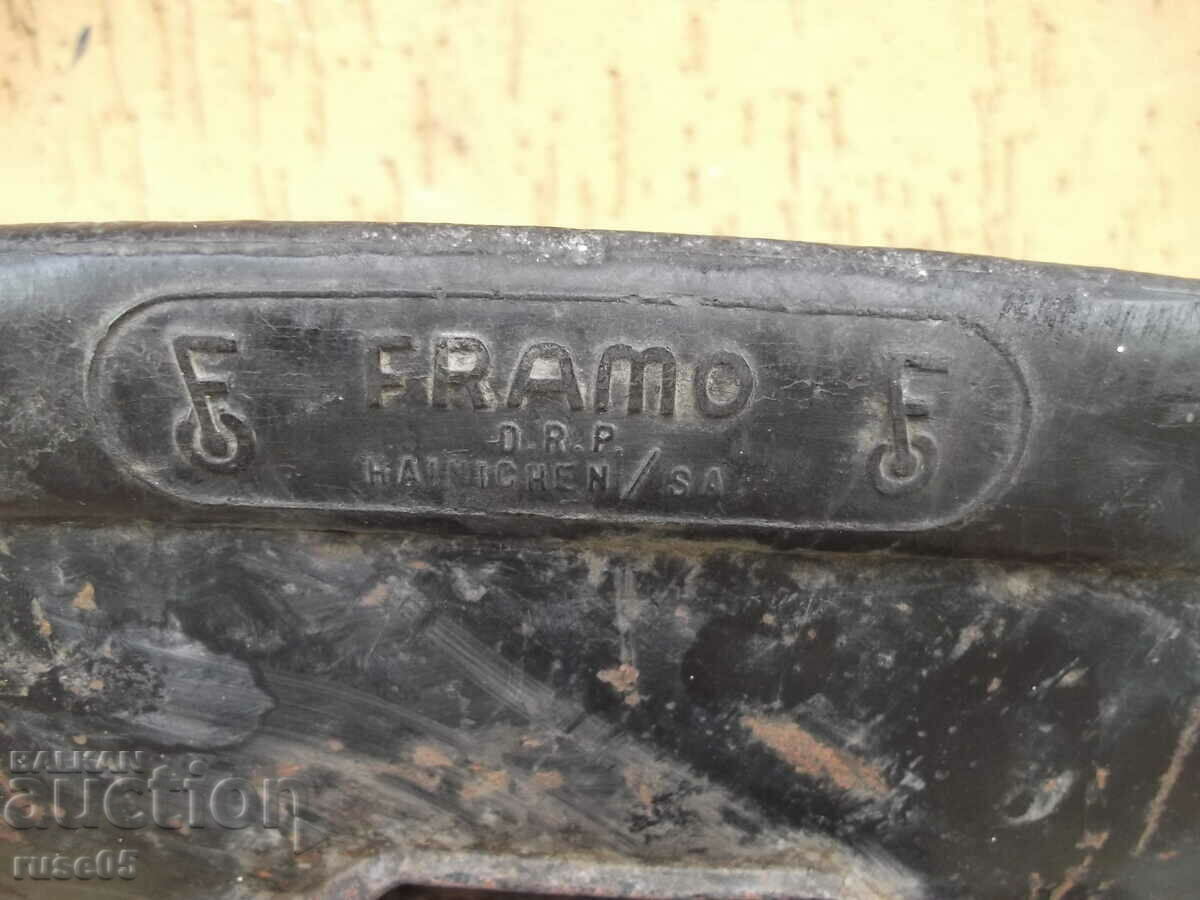 F FRAMO F
D.R.P.
HAINICHEN/SA
BALKAN
auction
ruse05